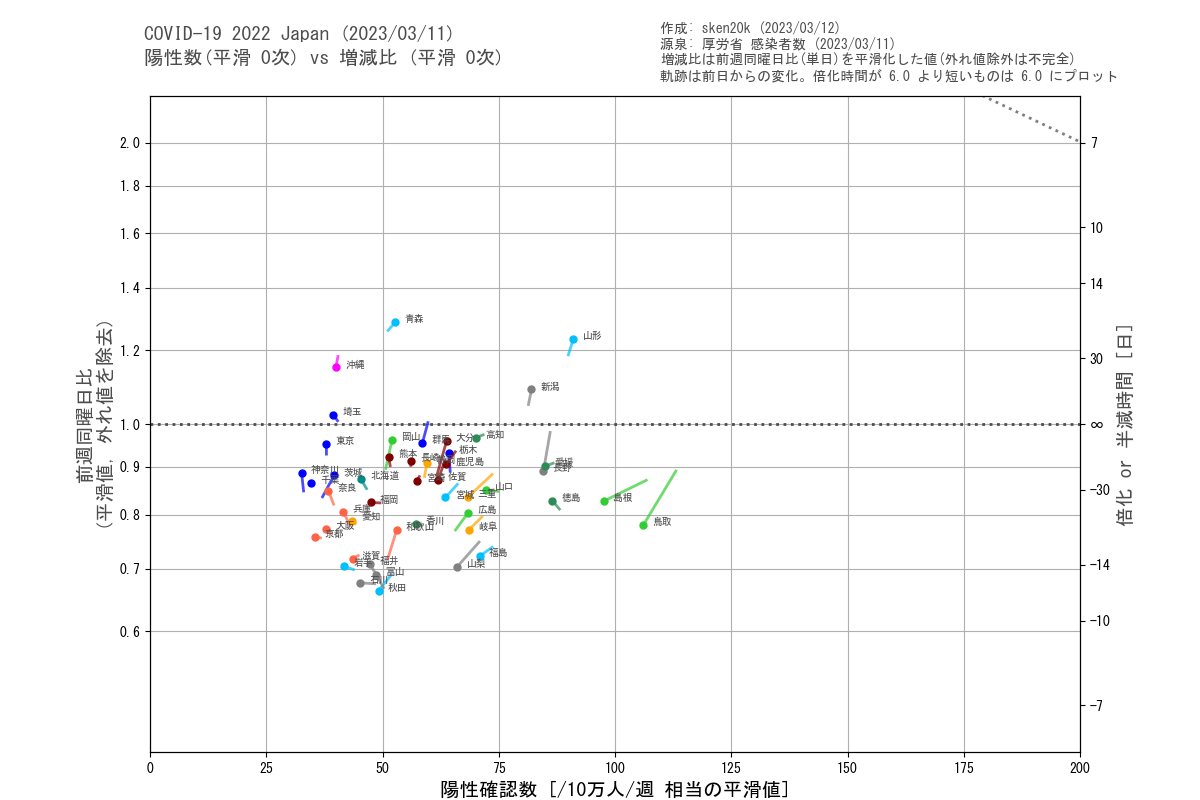 COVID-19 2022 Japan (2023/03/11)
陽性数(平滑 0次) vs 増減比 (平滑 0次)
作成: sken20k (2023/03/12)
源泉: 厚労省 感染者数 (2023/03/11)
増減比は前週同曜日比(単日)を平滑化した値(外れ値除外は不完全)
軌跡は前日からの変化。倍化時間が 6.0 より短いものは 6.0 にプロット
前週同曜日比
(平滑値, 外れ値を除去)
2.0
1.8
1.6
1.4
1.2
1.0
0.9
0.8
0.7
0.6
7
10
14
30
∞
-30
-14
-10
-7
倍化 or 半減時間 [日]
青森
山形
沖縄
新潟
埼玉
東京
岡山
群馬
大分
高知
栃木
熊本
長崎
鹿児島
愛媛
長野
神奈川
千葉
茨城
北海道
宮崎
佐賀
奈良
宮城
三重
山口
福岡
徳島
島根
兵庫
愛知
広島
大阪
京都
香川
和歌山
岐阜
鳥取
滋賀
岩手
福井
富山
石川
秋田
山梨
福島
0
25
50
75
100
125
150
175
200
陽性確認数 [/10万人/週 相当の平滑値]